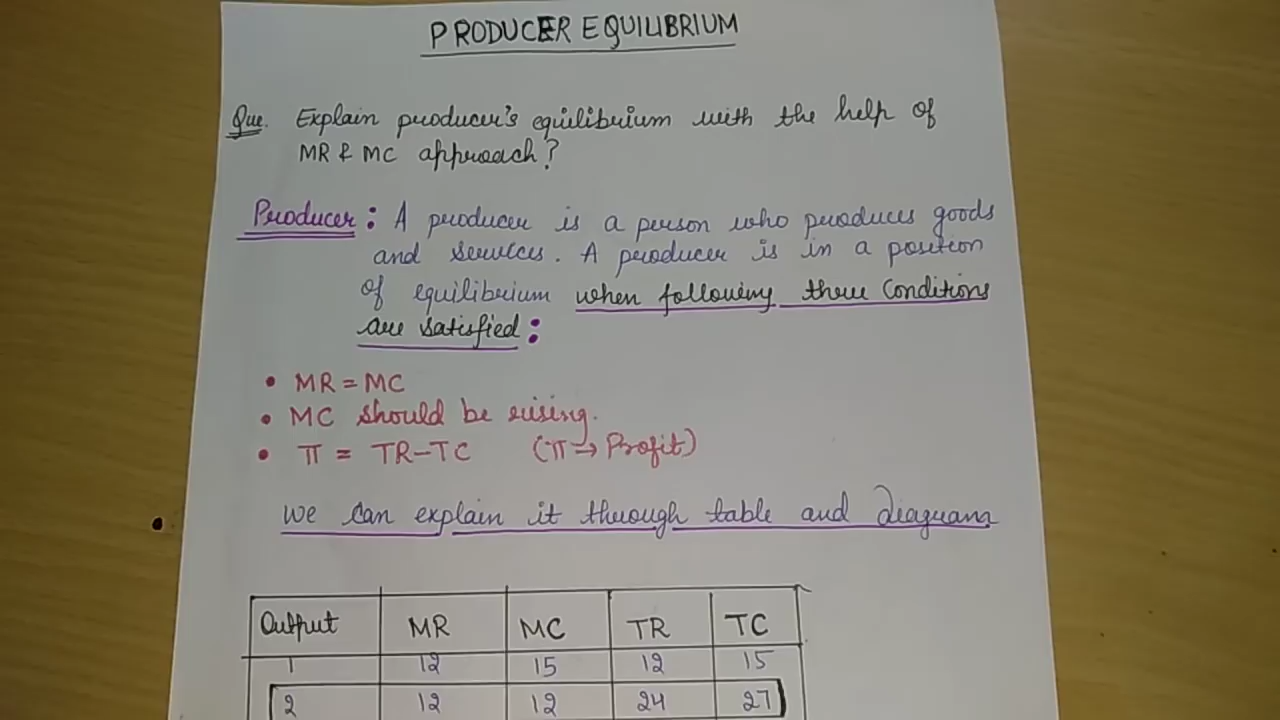 PRODUCER EQUILIBRIUM
Que. Explain producer's equilibrium with the help of
MR & MC approach?
Producer: A producer is a person who produces goods
and services. A producer is in a position
of equilibrium when following three conditions
are satisfied:
• MR = MC
• MC should be rising.
• π = TR-TC (π→ Profit)
we can explain it through table and diagram
Output MR MC TR TC
1 12 15 12 15
2 12 12 24 27